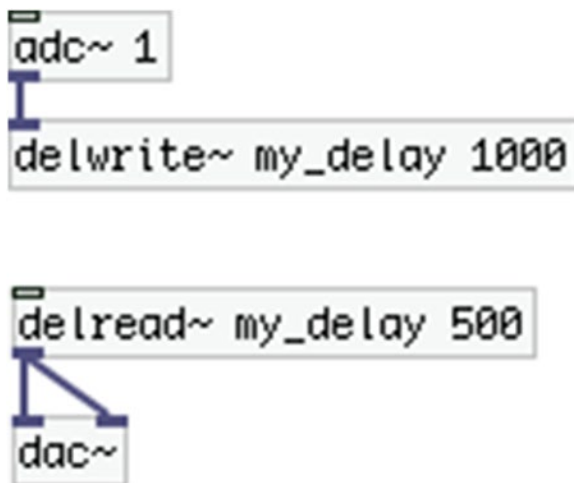 adc~ 1
delwrite~ my_delay 1000
delread~ my_delay 500
dac~